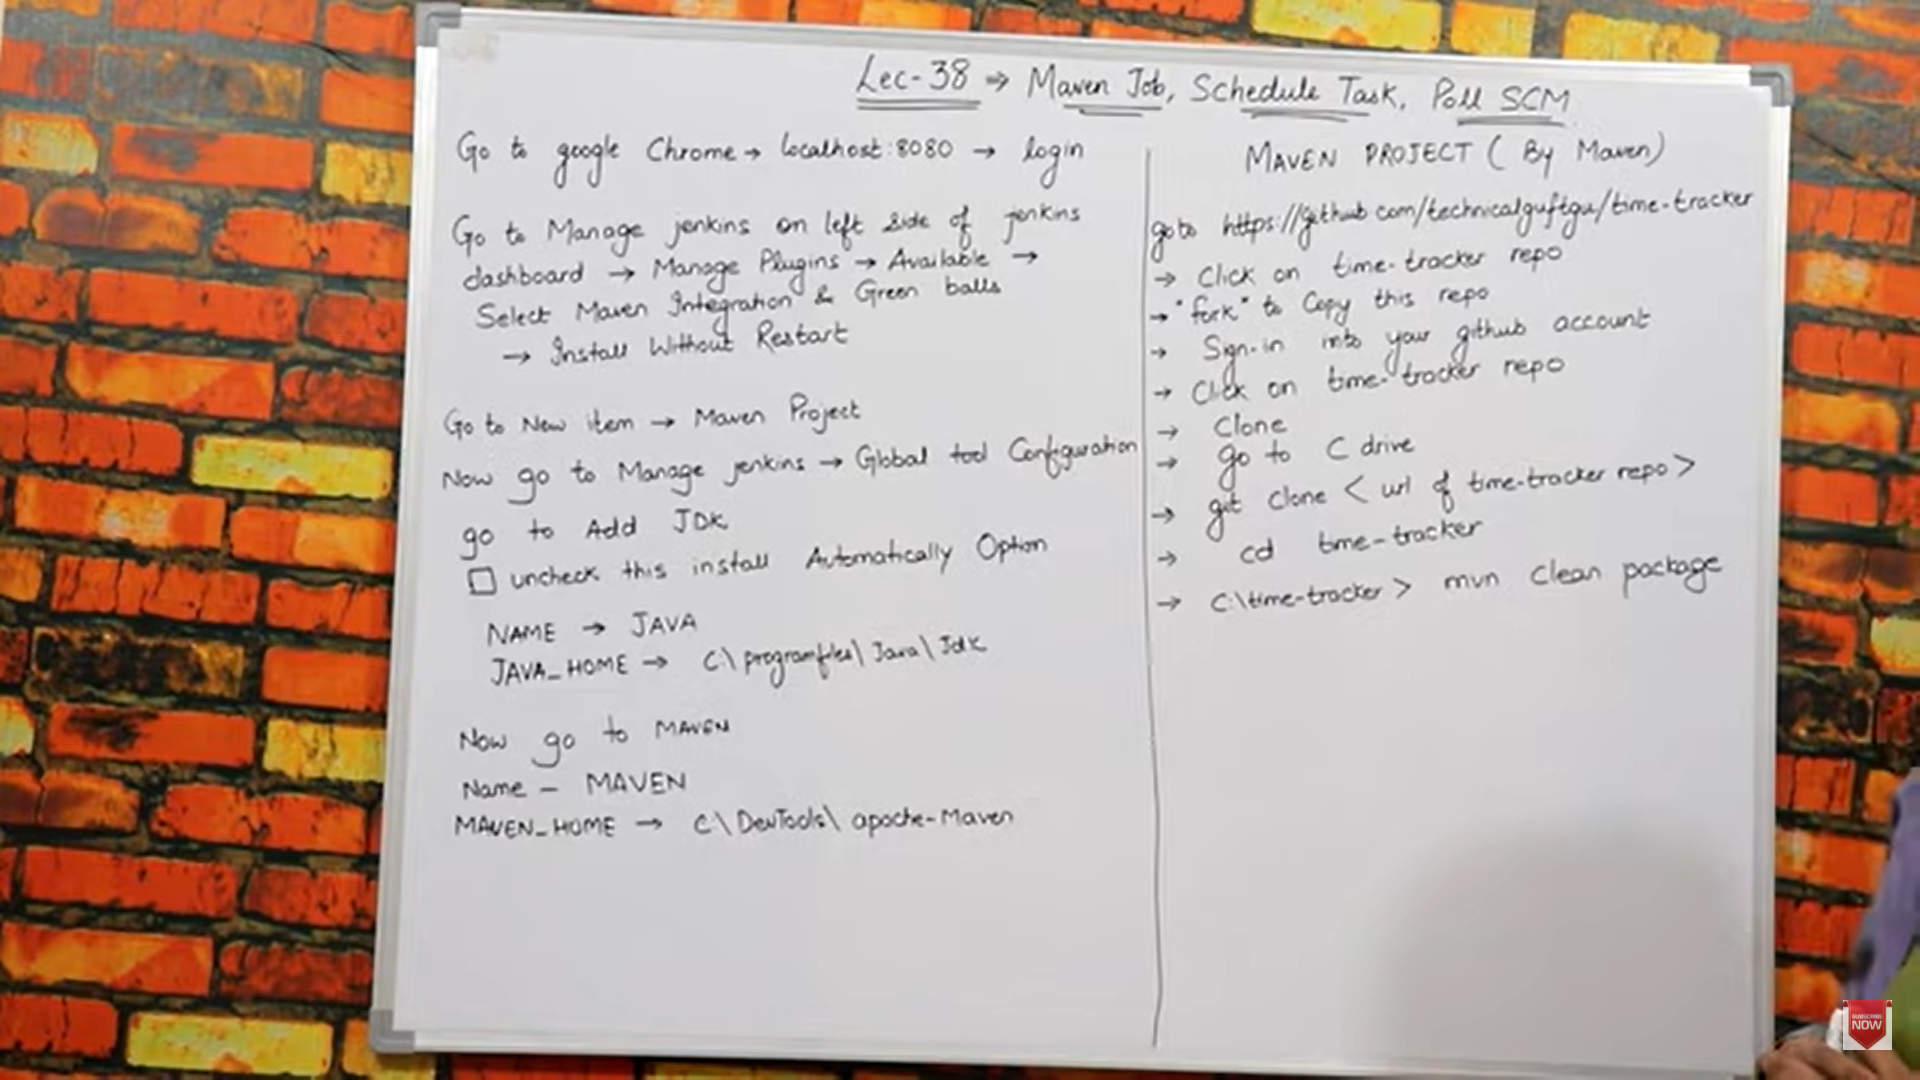 Lec-38 → Maven Job, Schedule Task, Poll SCM
Go to google Chrome → localhost:8080 → login
Go to Manage jenkins on left side of jenkins
dashboard → Manage Plugins → Available →
Select Maven Integration & Green balls
→ Install Without Restart
Go to New item → Maven Project
Now go to Manage jenkins → Global tool Configuration
go to Add JDK
☐ uncheck this install Automatically Option
NAME → JAVA
JAVA_HOME → C:\programfiles\Java\Jdk
Now go to MAVEN
Name - MAVEN
MAVEN_HOME → C\DevTools\apache-Maven
MAVEN PROJECT ( By Maven)
goto https://github.com/technicalguftgu/time-tracker
→ Click on time-tracker repo
→ "fork" to Copy this repo
→ Sign-in into your github account
→ Click on time-tracker repo
→ Clone
→ go to C drive
→ git clone < url of time-tracker repo >
→ cd time-tracker
→ C:\time-tracker > mvn clean package
SUBSCRIBE
NOW